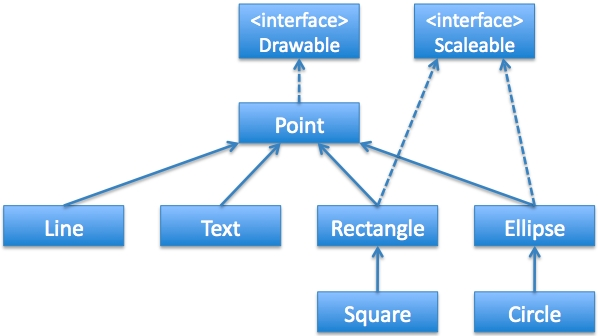 <interface>
Drawable
<interface>
Scaleable
Point
Line
Text
Rectangle
Ellipse
Square
Circle